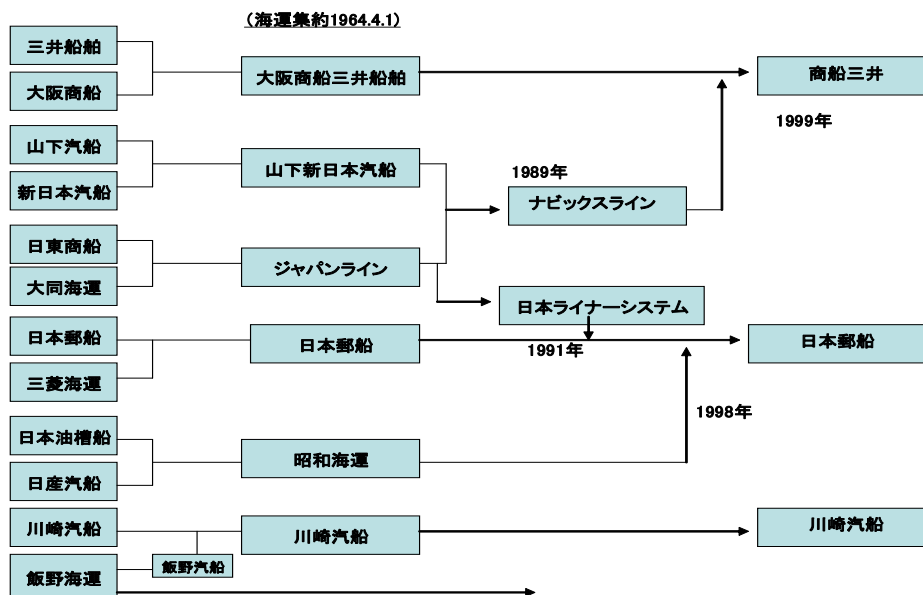 （海運集約1964.4.1）
三井船舶
大阪商船
大阪商船三井船舶
商船三井
1999年
山下汽船
新日本汽船
山下新日本汽船
1989年
ナビックスライン
日東商船
大同海運
ジャパンライン
日本ライナーシステム
日本郵船
三菱海運
日本郵船
1991年
日本郵船
1998年
日本油槽船
日産汽船
昭和海運
川崎汽船
飯野海運
飯野汽船
川崎汽船
川崎汽船